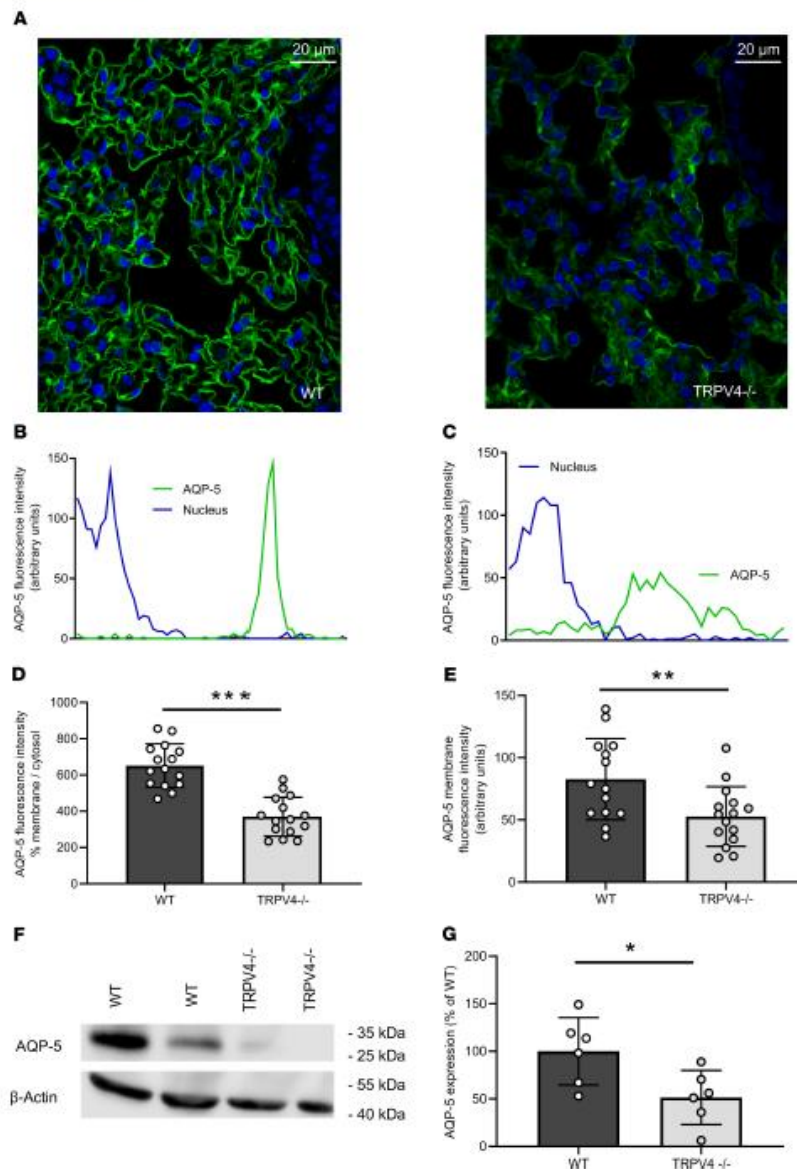 A
20 µm
20 µm
WT
TRPV4-/-
B
AQP-5 fluorescence intensity
(arbitrary units)
150
100
50
0
AQP-5
Nucleus
C
AQP-5 fluorescence intensity
(arbitrary units)
150
100
50
0
Nucleus
AQP-5
D
AQP-5 fluorescence intensity
% membrane / cytosol
1000
800
600
400
200
0
***
WT
TRPV4-/-
E
AQP-5 membrane
fluorescence intensity
(arbitrary units)
150
100
50
0
**
WT
TRPV4-/-
F
WT
WT
TRPV4-/-
TRPV4-/-
AQP-5
- 35 kDa
- 25 kDa
β-Actin
- 55 kDa
- 40 kDa
G
AQP-5 expression (% of WT)
200
150
100
50
0
*
WT
TRPV4 -/-